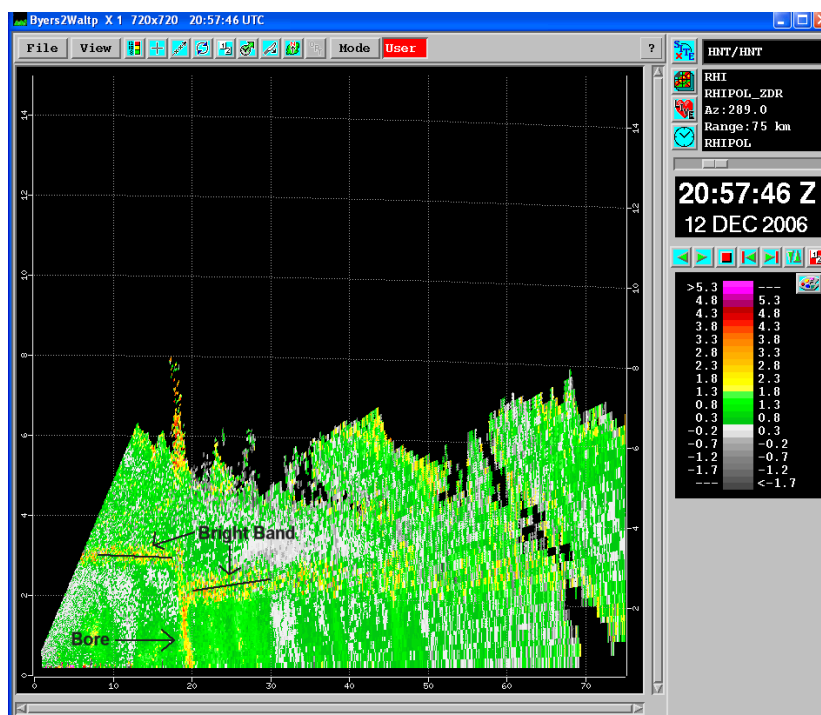 Byers2Waltp X 1 720x720 20:57:46 UTC
File View Mode User ?
SITE HNT/HNT
RHI
RHIPOL_ZDR
LIVE Az:289.0
Range:75 km
RHIPOL
20:57:46 Z
12 DEC 2006
>5.3 ---
4.8 5.3
4.3 4.8
3.8 4.3
3.3 3.8
2.8 3.3
2.3 2.8
1.8 2.3
1.3 1.8
0.8 1.3
0.3 0.8
-0.2 0.3
-0.7 -0.2
-1.2 -0.7
-1.7 -1.2
--- <-1.7
14 14
12 12
10 10
8 8
6 6
4 4
Bright Band
2 2
Bore
0
0 10 20 30 40 50 60 70